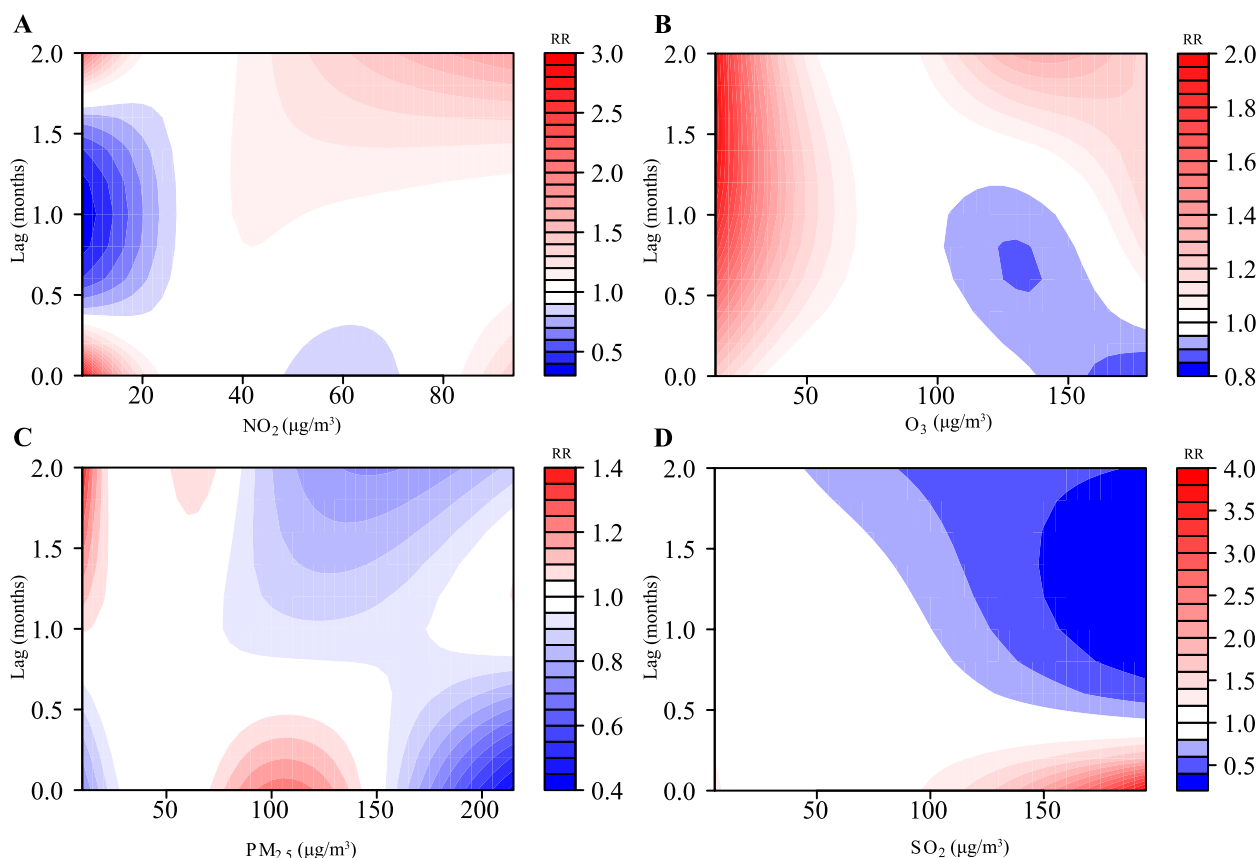 A
RR
2.0
1.5
1.0
0.5
0.0
Lag (months)
20 40 60 80
NO2 (μg/m³)
3.0
2.5
2.0
1.5
1.0
0.5
B
RR
2.0
1.5
1.0
0.5
0.0
Lag (months)
50 100 150
O3 (μg/m³)
2.0
1.8
1.6
1.4
1.2
1.0
0.8
C
RR
2.0
1.5
1.0
0.5
0.0
Lag (months)
50 100 150 200
PM2.5 (μg/m³)
1.4
1.2
1.0
0.8
0.6
0.4
D
RR
2.0
1.5
1.0
0.5
0.0
Lag (months)
50 100 150
SO2 (μg/m³)
4.0
3.5
3.0
2.5
2.0
1.5
1.0
0.5